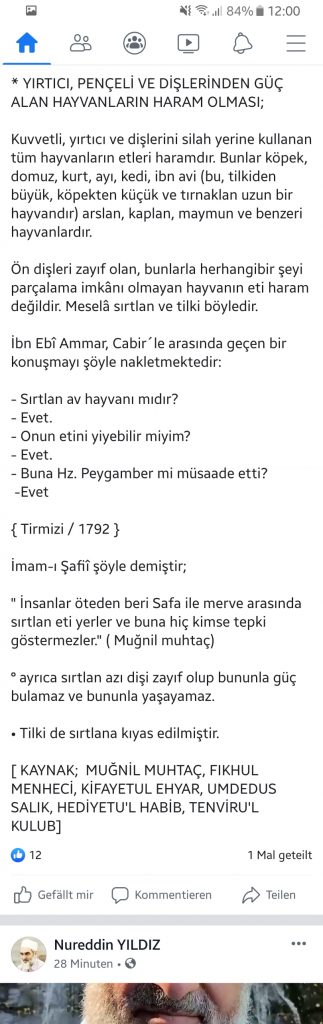 84% 12:00
* YIRTICI, PENÇELİ VE DİŞLERİNDEN GÜÇ
ALAN HAYVANLARIN HARAM OLMASI;
Kuvvetli, yırtıcı ve dişlerini silah yerine kullanan
tüm hayvanların etleri haramdır. Bunlar köpek,
domuz, kurt, ayı, kedi, ibn avi (bu, tilkiden
büyük, köpekten küçük ve tırnaklan uzun bir
hayvandır) arslan, kaplan, maymun ve benzeri
hayvanlardır.
Ön dişleri zayıf olan, bunlarla herhangibir şeyi
parçalama imkânı olmayan hayvanın eti haram
değildir. Meselâ sırtlan ve tilki böyledir.
İbn Ebî Ammar, Cabir´le arasında geçen bir
konuşmayı şöyle nakletmektedir:
- Sırtlan av hayvanı mıdır?
- Evet.
- Onun etini yiyebilir miyim?
- Evet.
- Buna Hz. Peygamber mi müsaade etti?
-Evet
{ Tirmizi / 1792 }
İmam-ı Şafiî şöyle demiştir;
" İnsanlar öteden beri Safa ile merve arasında
sırtlan eti yerler ve buna hiç kimse tepki
göstermezler." ( Muğnil muhtaç)
° ayrıca sırtlan azı dişi zayıf olup bununla güç
bulamaz ve bununla yaşayamaz.
• Tilki de sırtlana kıyas edilmiştir.
[ KAYNAK; MUĞNİL MUHTAÇ, FIKHUL
MENHECİ, KİFAYETUL EHYAR, UMDEDUS
SALIK, HEDİYETU'L HABİB, TENVİRU'L
KULUB]
12 1 Mal geteilt
Gefällt mir Kommentieren Teilen
Nureddin YILDIZ
28 Minuten •